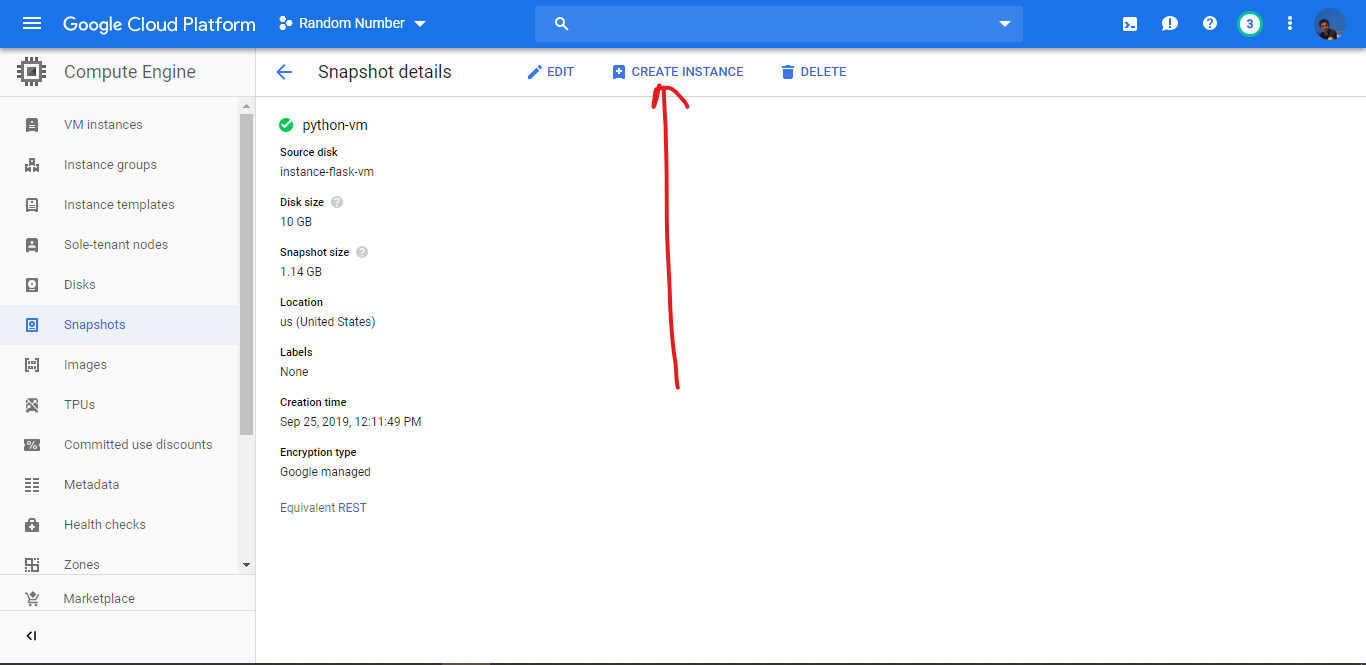 Google Cloud Platform
Random Number
3
Compute Engine
Snapshot details
EDIT
CREATE INSTANCE
DELETE
VM instances
Instance groups
Instance templates
Sole-tenant nodes
Disks
Snapshots
Images
TPUs
Committed use discounts
Metadata
Health checks
Zones
Marketplace
python-vm
Source disk
instance-flask-vm
Disk size
10 GB
Snapshot size
1.14 GB
Location
us (United States)
Labels
None
Creation time
Sep 25, 2019, 12:11:49 PM
Encryption type
Google managed
Equivalent REST